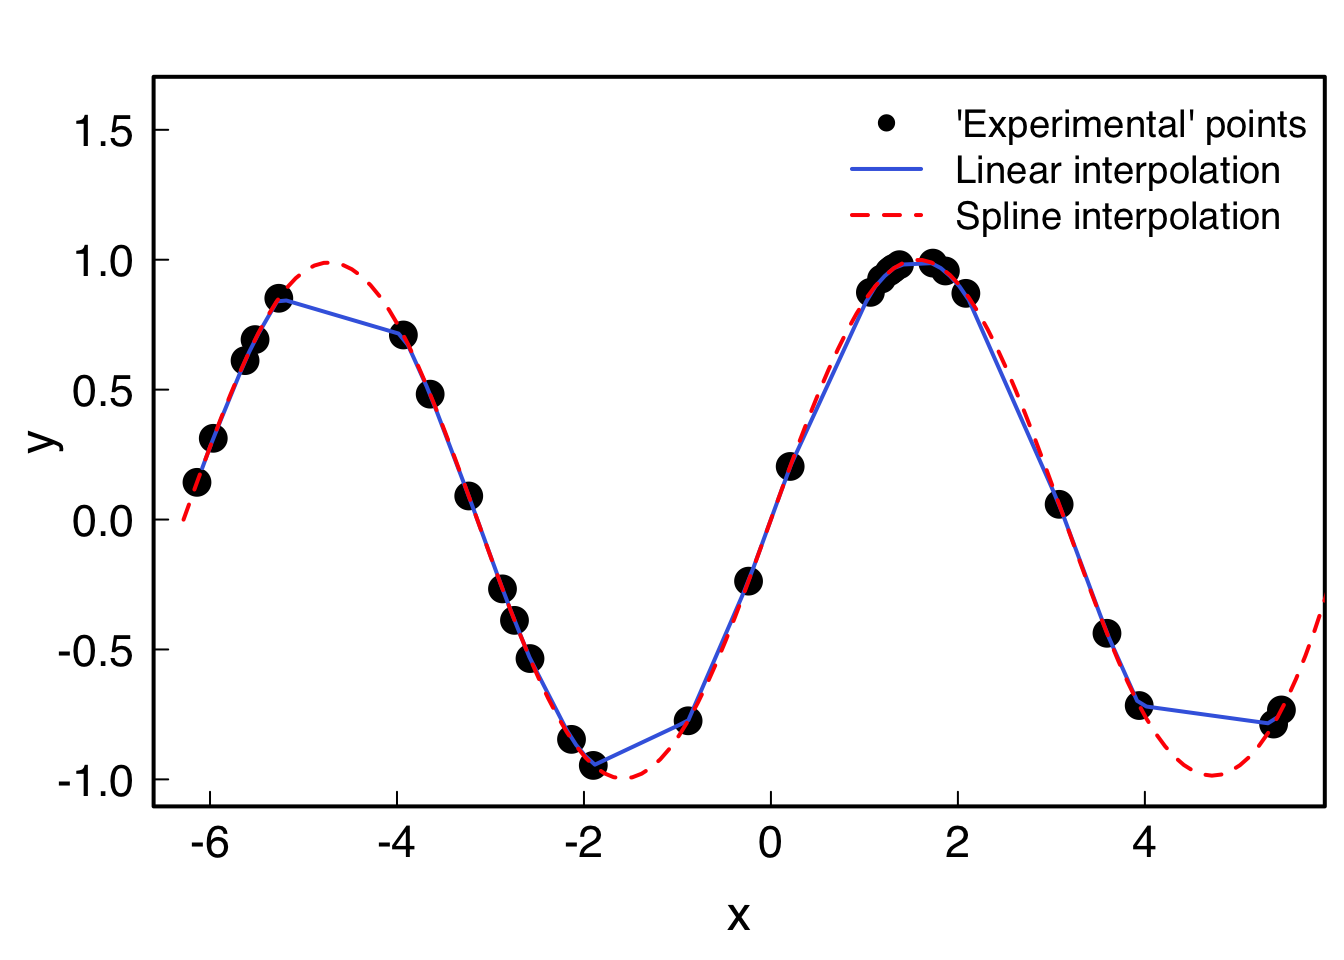 'Experimental' points
Linear interpolation
Spline interpolation
1.5
1.0
0.5
0.0
-0.5
-1.0
y
-6 -4 -2 0 2 4
x